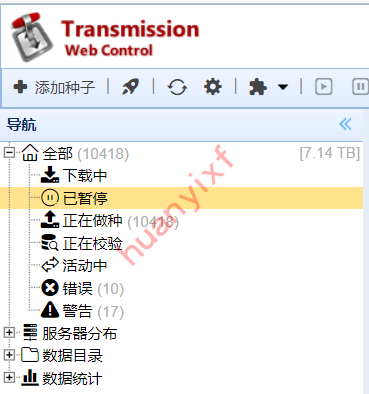 Transmission
Web Control
添加种子
导航
全部 (10418) [7.14 TB]
下载中
已暂停
正在做种 (10418)
正在校验
活动中
错误 (10)
警告 (17)
服务器分布
数据目录
数据统计
huanyixf